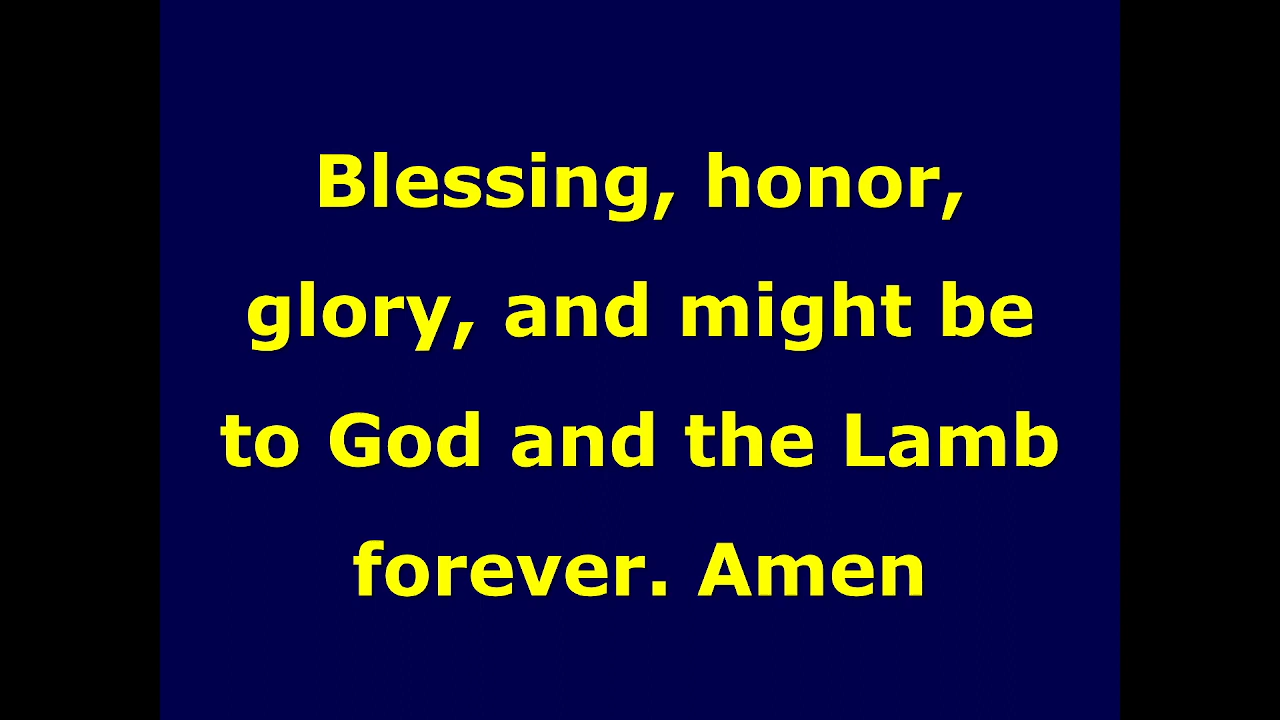 Blessing, honor,
glory, and might be
to God and the Lamb
forever. Amen